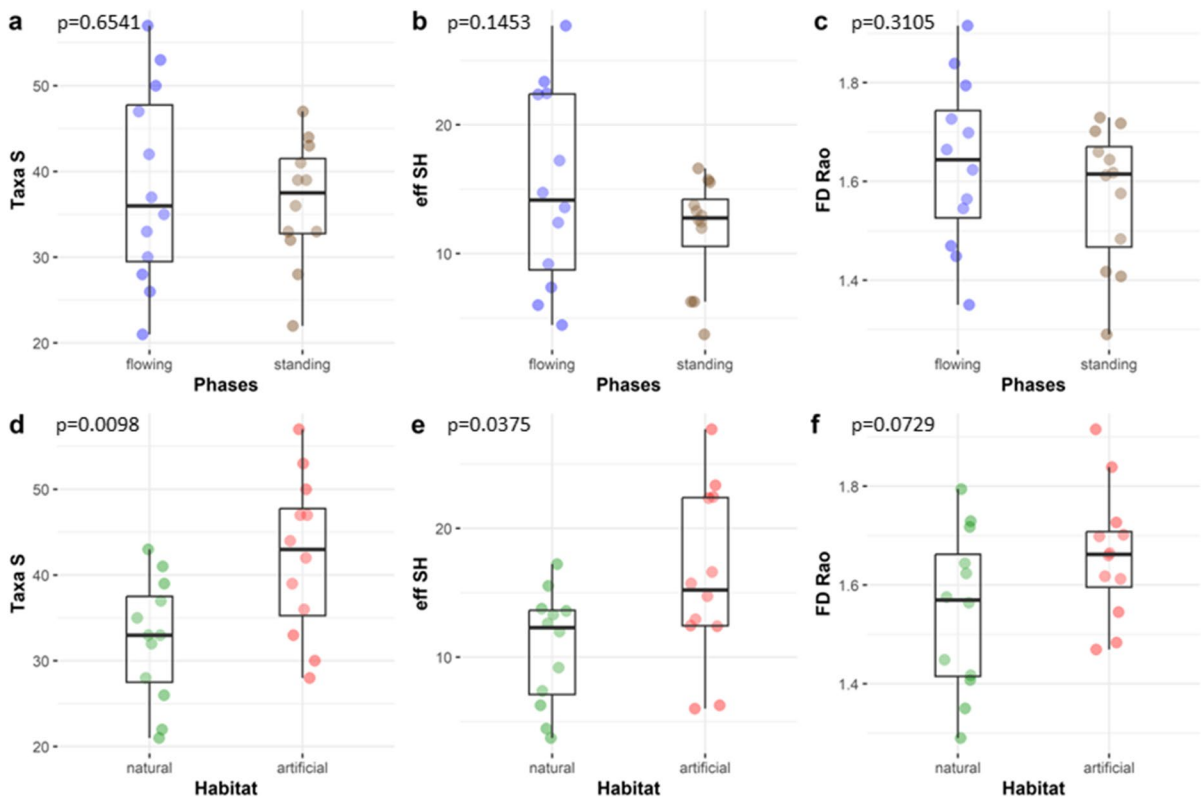 a
p=0.6541
Taxa S
50
40
30
20
flowing
standing
Phases
b
p=0.1453
eff SH
20
10
flowing
standing
Phases
c
p=0.3105
FD Rao
1.8
1.6
1.4
flowing
standing
Phases
d
p=0.0098
Taxa S
50
40
30
20
natural
artificial
Habitat
e
p=0.0375
eff SH
20
10
natural
artificial
Habitat
f
p=0.0729
FD Rao
1.8
1.6
1.4
natural
artificial
Habitat